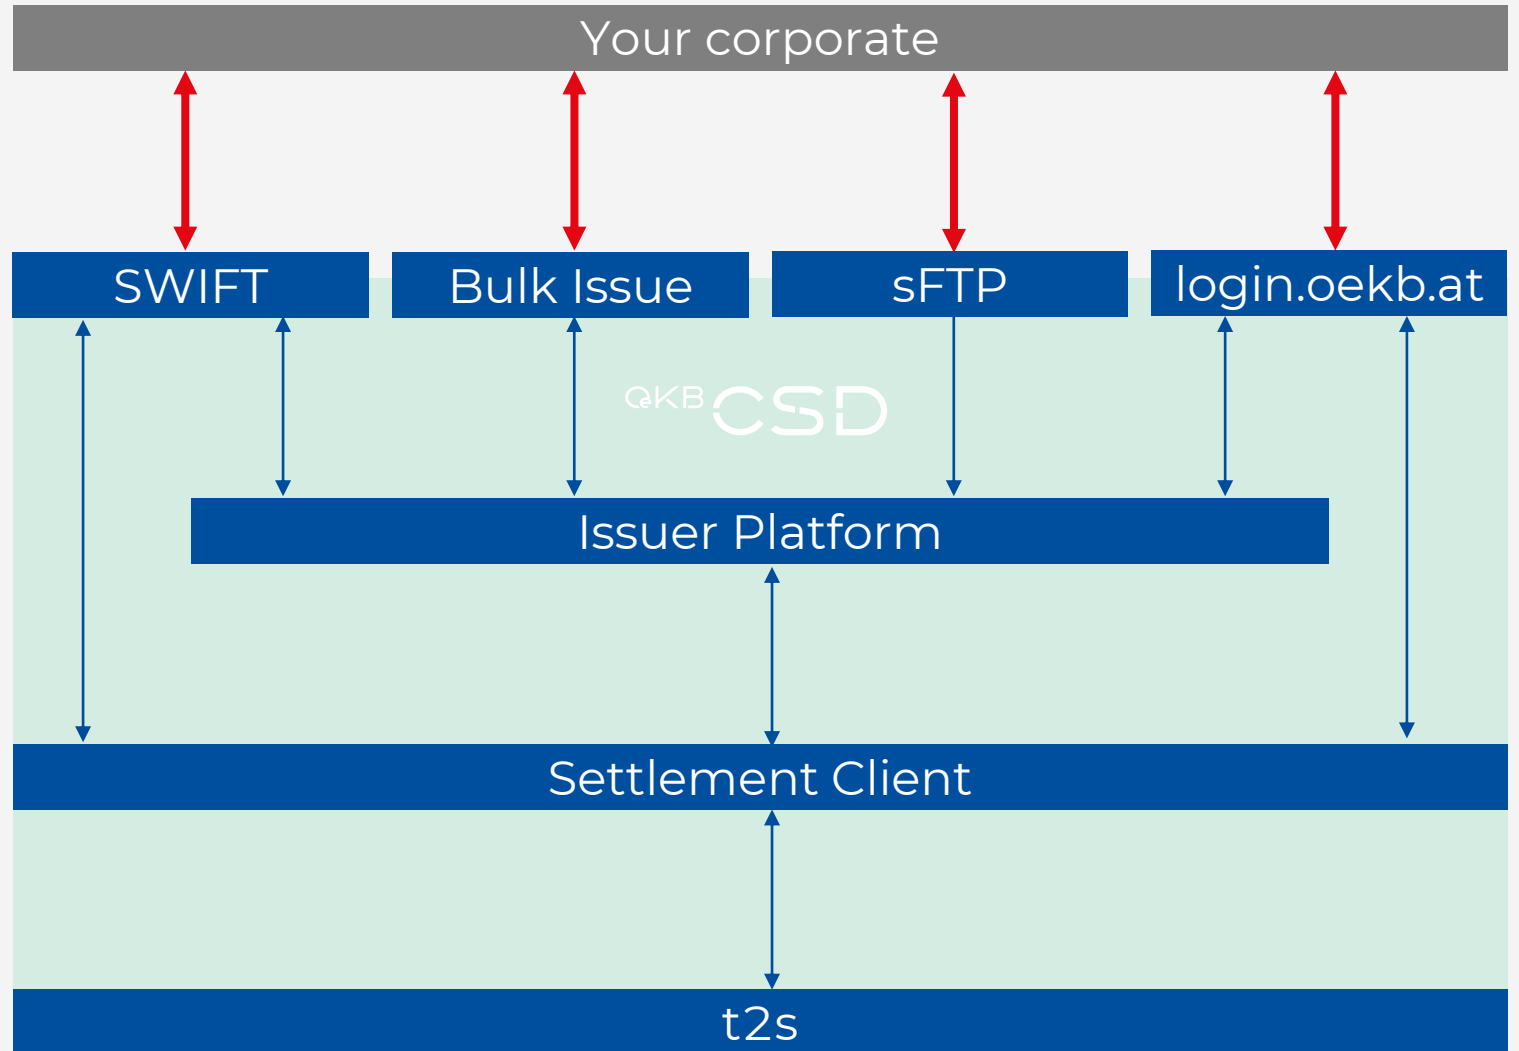 Your corporate
SWIFT
Bulk Issue
sFTP
login.oekb.at
OeKB CSD
Issuer Platform
Settlement Client
t2s